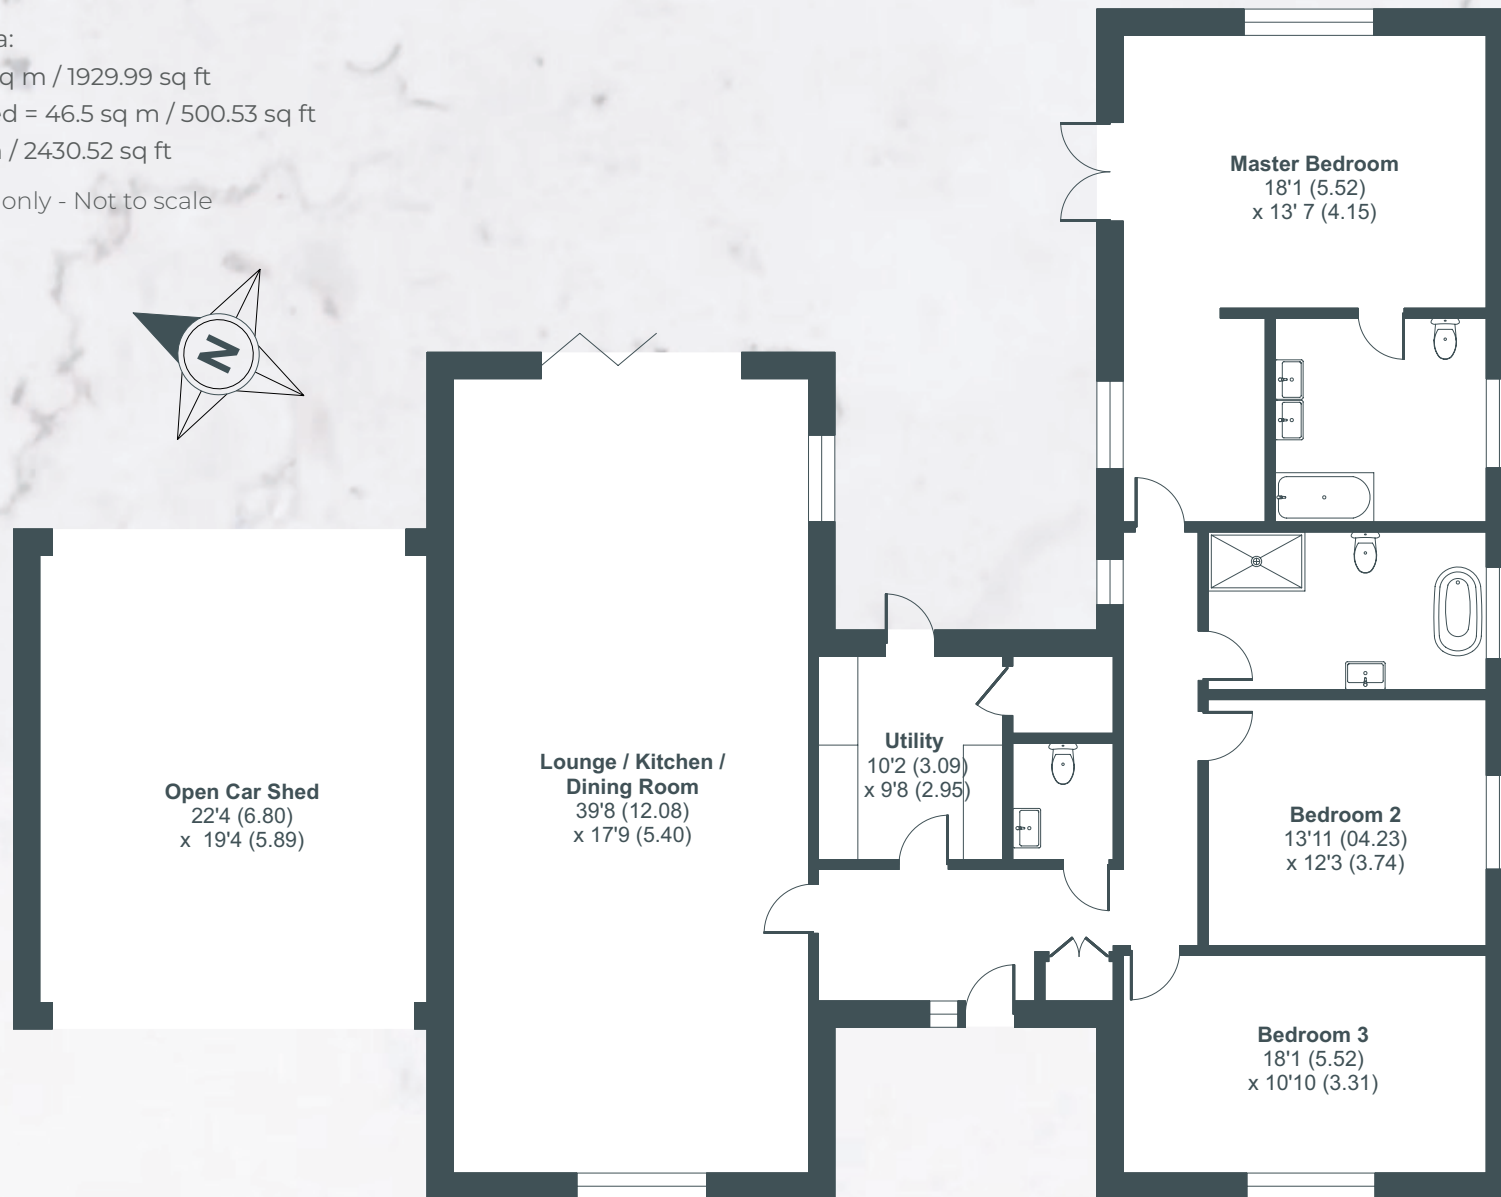 a:
q m / 1929.99 sq ft
ed = 46.5 sq m / 500.53 sq ft
/ 2430.52 sq ft
only - Not to scale
N
Master Bedroom
18'1 (5.52)
x 13' 7 (4.15)
Open Car Shed
22'4 (6.80)
x 19'4 (5.89)
Lounge / Kitchen /
Dining Room
39'8 (12.08)
x 17'9 (5.40)
Utility
10'2 (3.09)
x 9'8 (2.95)
Bedroom 2
13'11 (04.23)
x 12'3 (3.74)
Bedroom 3
18'1 (5.52)
x 10'10 (3.31)